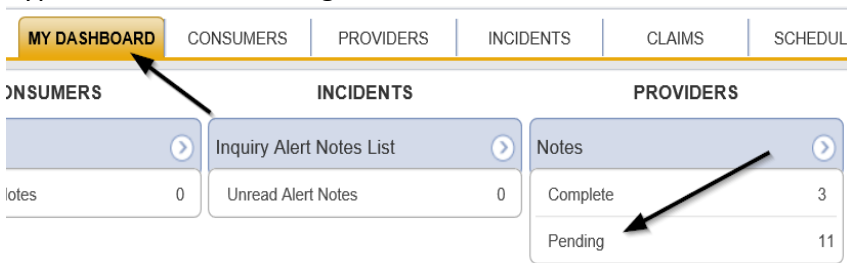 MY DASHBOARD CONSUMERS PROVIDERS INCIDENTS CLAIMS SCHEDUL
ONSUMERS INCIDENTS PROVIDERS
Inquiry Alert Notes List Notes
lotes 0 Unread Alert Notes 0 Complete 3
Pending 11